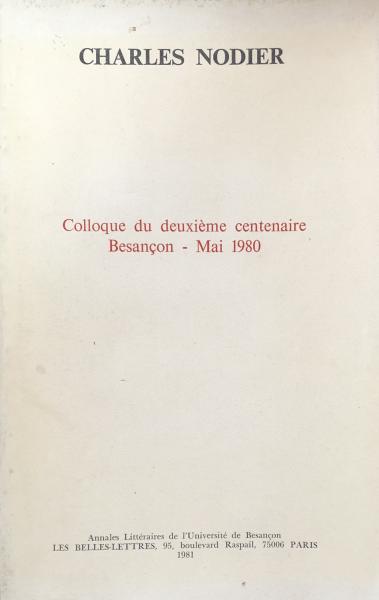 CHARLES NODIER
Colloque du deuxième centenaire
Besançon - Mai 1980
Annales Littéraires de l'Université de Besançon
LES BELLES-LETTRES, 95, boulevard Raspail, 75006 PARIS
1981